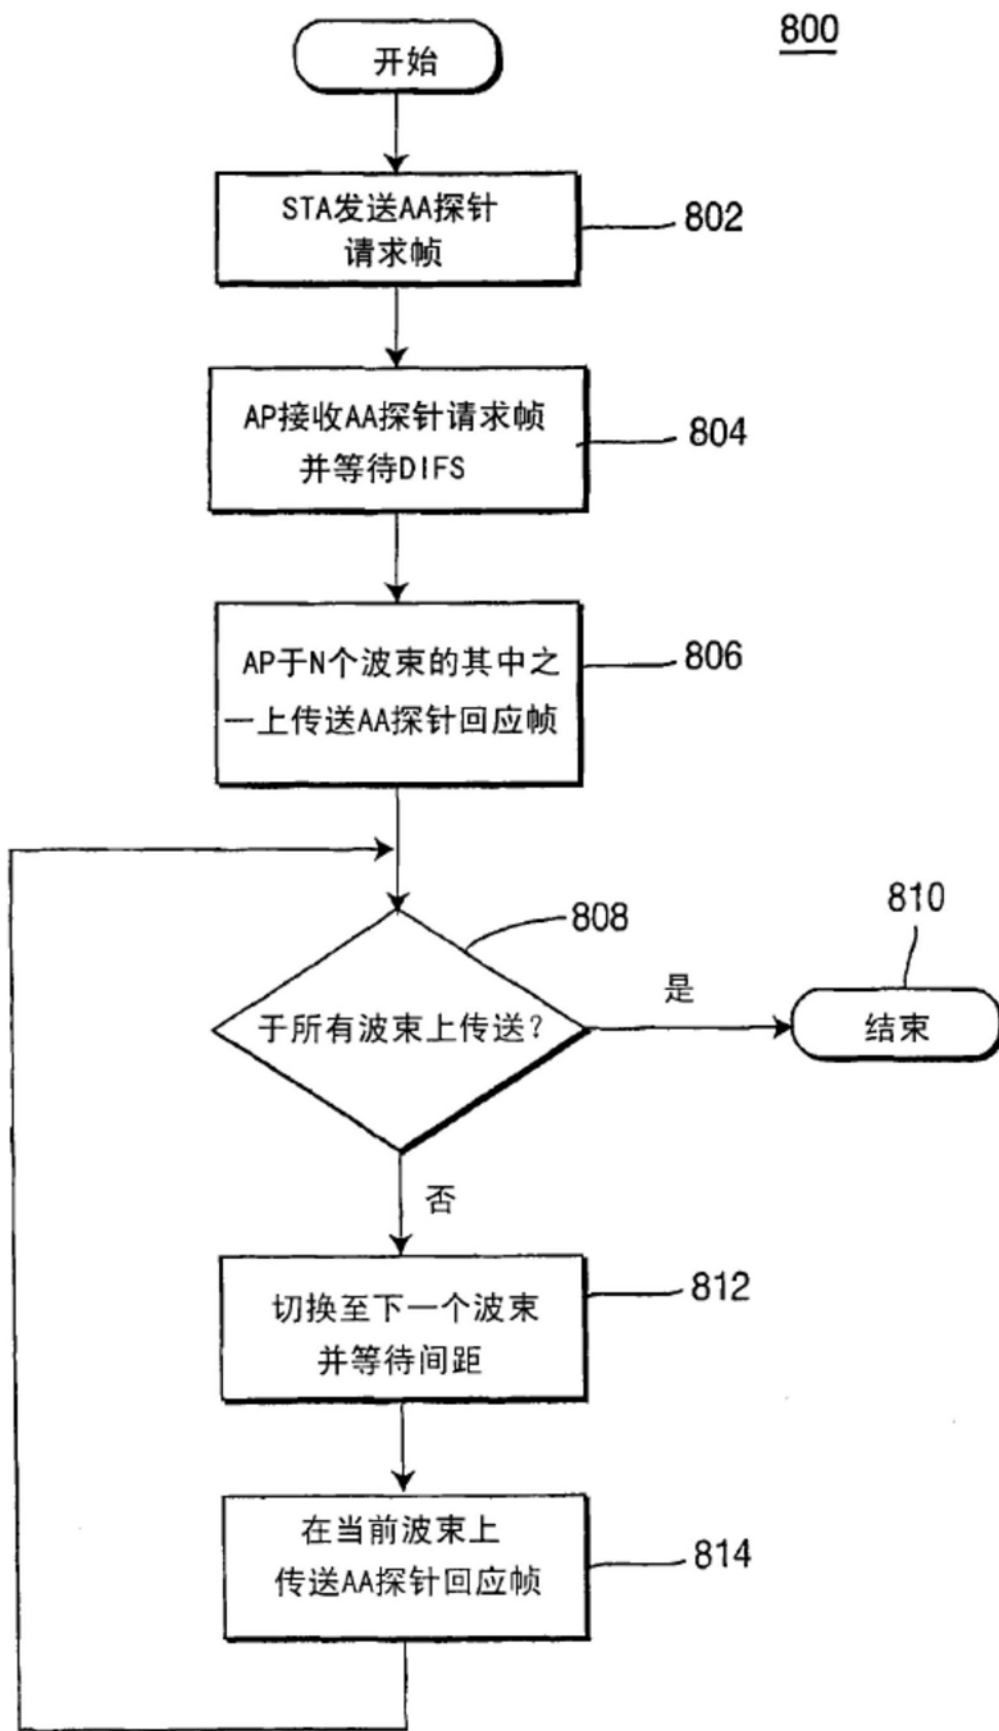 800
开始
STA发送AA探针
请求帧
802
AP接收AA探针请求帧
并等待DIFS
804
AP于N个波束的其中之
一上传送AA探针回应帧
806
808
于所有波束上传送?
是
810
结束
否
切换至下一个波束
并等待间距
812
在当前波束上
传送AA探针回应帧
814